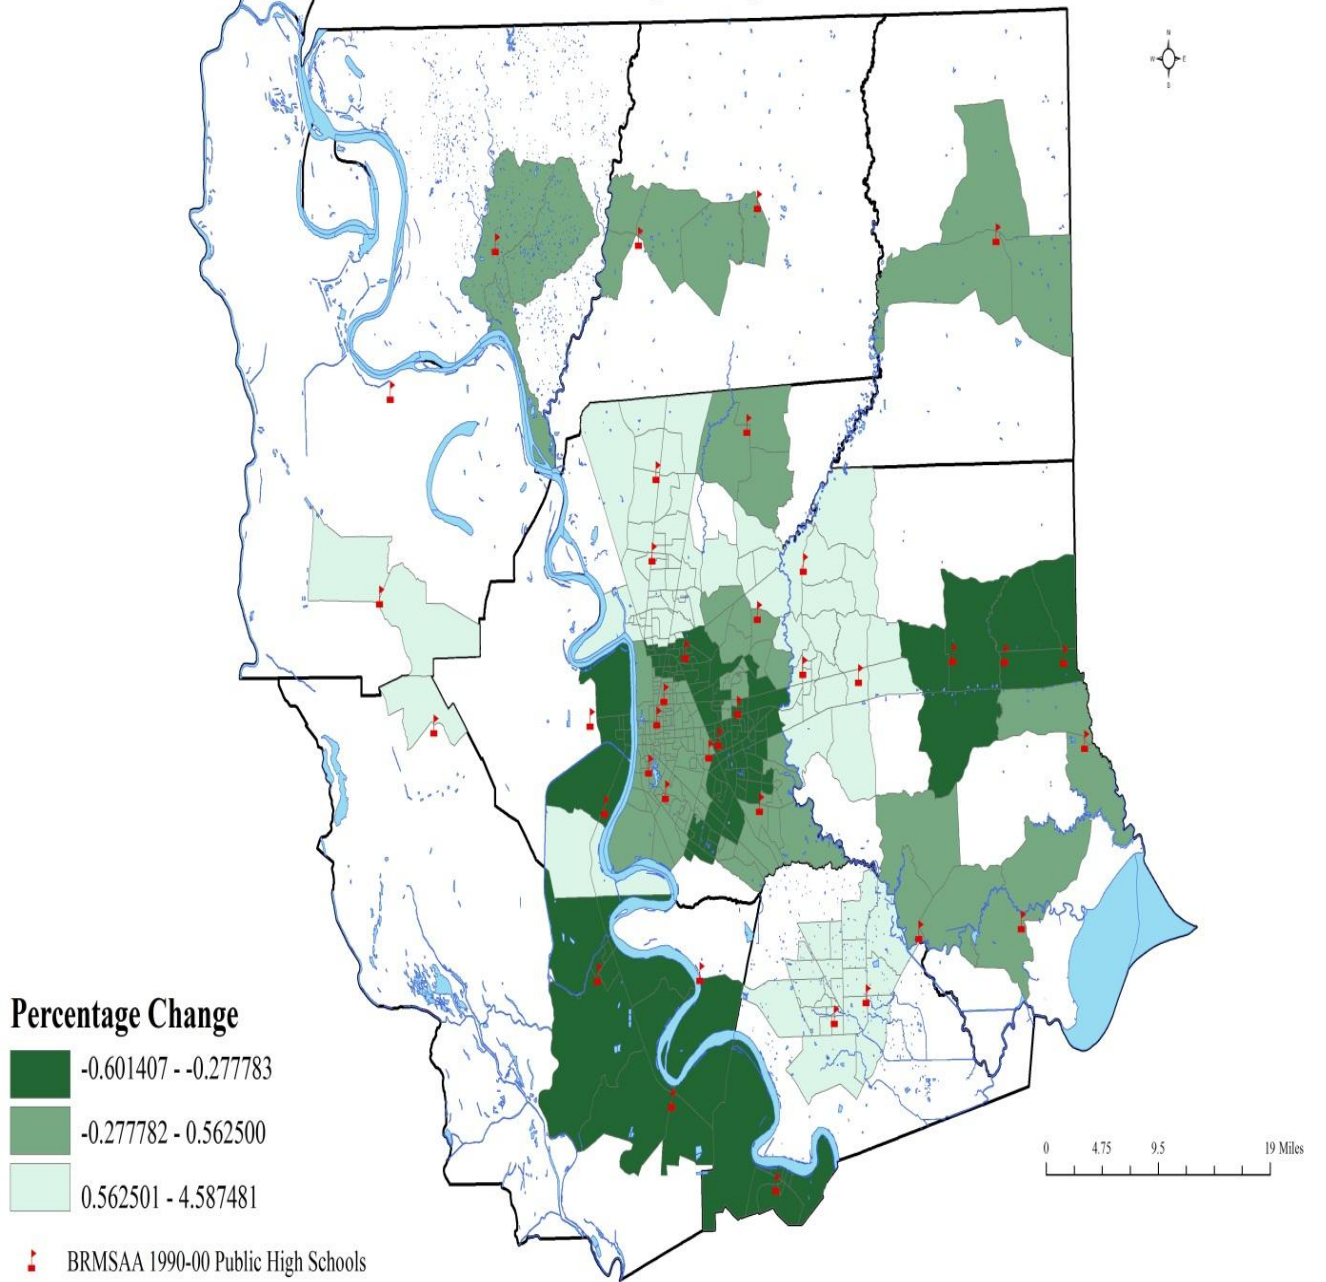 N
W E
S
Percentage Change
-0.601407 - -0.277783
-0.277782 - 0.562500
0.562501 - 4.587481
BRMSAA 1990-00 Public High Schools
0 4.75 9.5 19 Miles